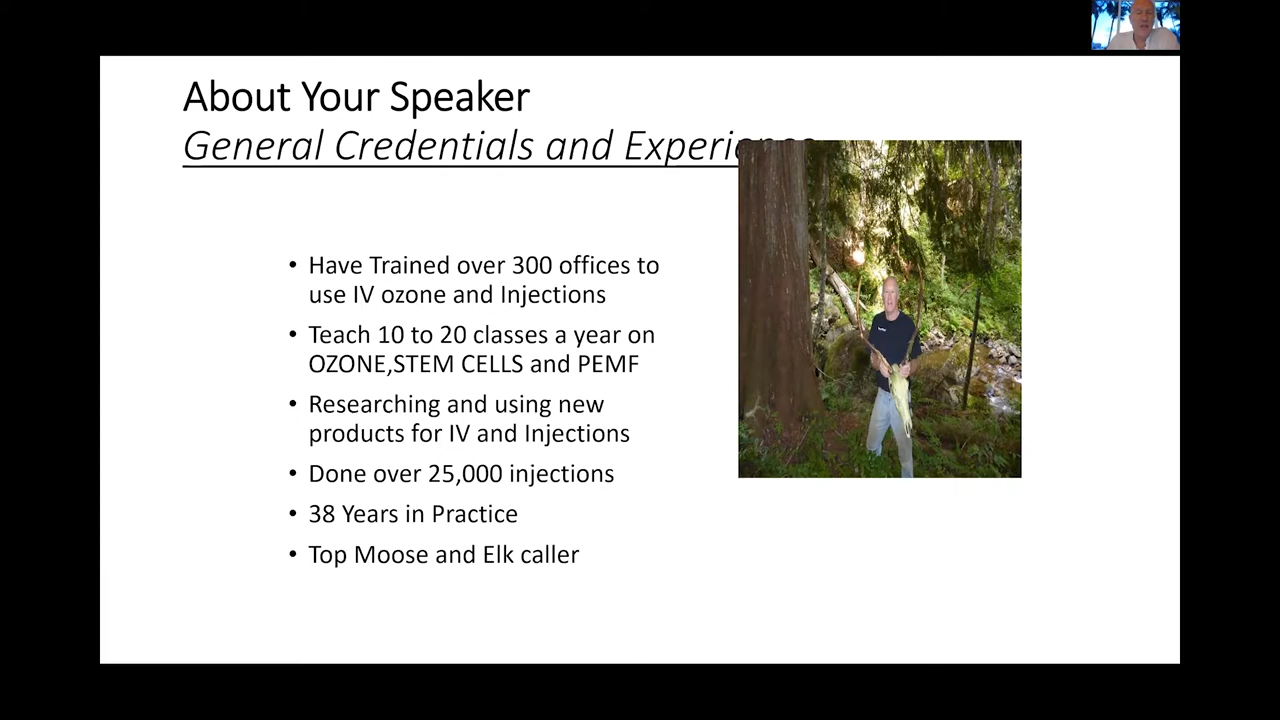 About Your Speaker
General Credentials and Experience
• Have Trained over 300 offices to
use IV ozone and Injections
• Teach 10 to 20 classes a year on
OZONE,STEM CELLS and PEMF
• Researching and using new
products for IV and Injections
• Done over 25,000 injections
• 38 Years in Practice
• Top Moose and Elk caller